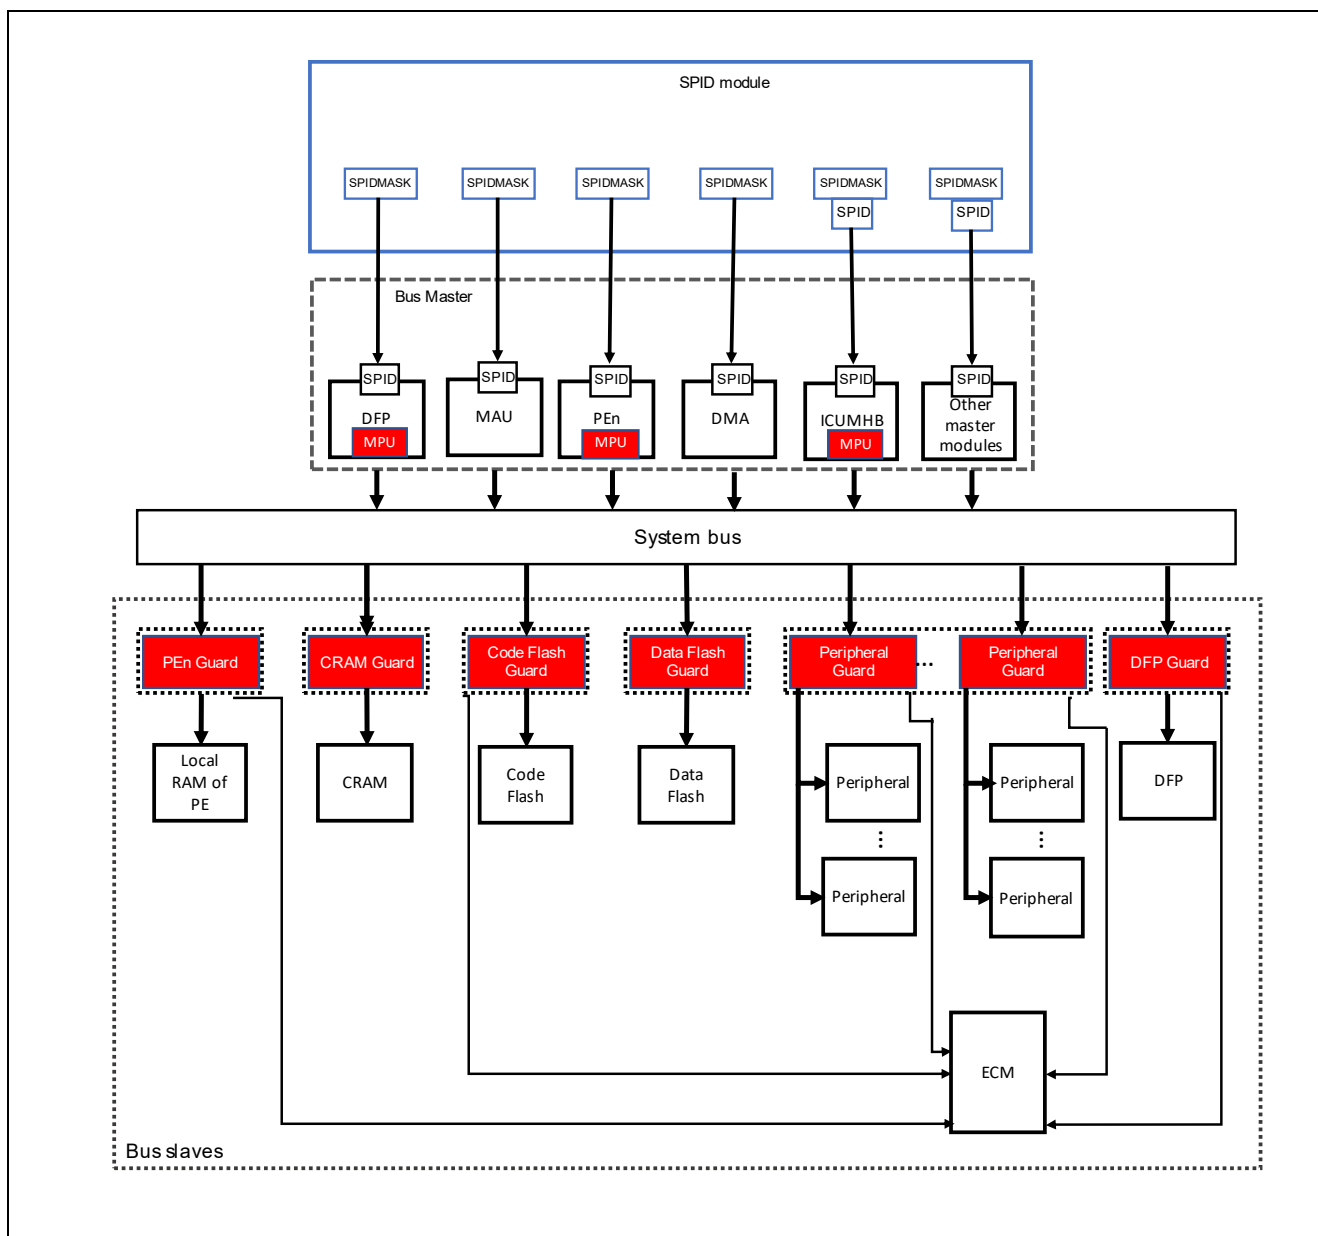 SPID module
SPIDMASK
SPIDMASK
SPIDMASK
SPIDMASK
SPIDMASK
SPIDMASK
SPID
SPID
Bus Master
SPID
SPID
SPID
SPID
SPID
SPID
DFP
MPU
MAU
PEn
MPU
DMA
ICUMHB
MPU
Other
master
modules
System bus
PEn Guard
CRAM Guard
Code Flash
Guard
Data Flash
Guard
Peripheral
Guard
...
Peripheral
Guard
DFP Guard
Local
RAM of
PE
CRAM
Code
Flash
Data
Flash
Peripheral
...
Peripheral
Peripheral
...
Peripheral
DFP
ECM
Bus slaves